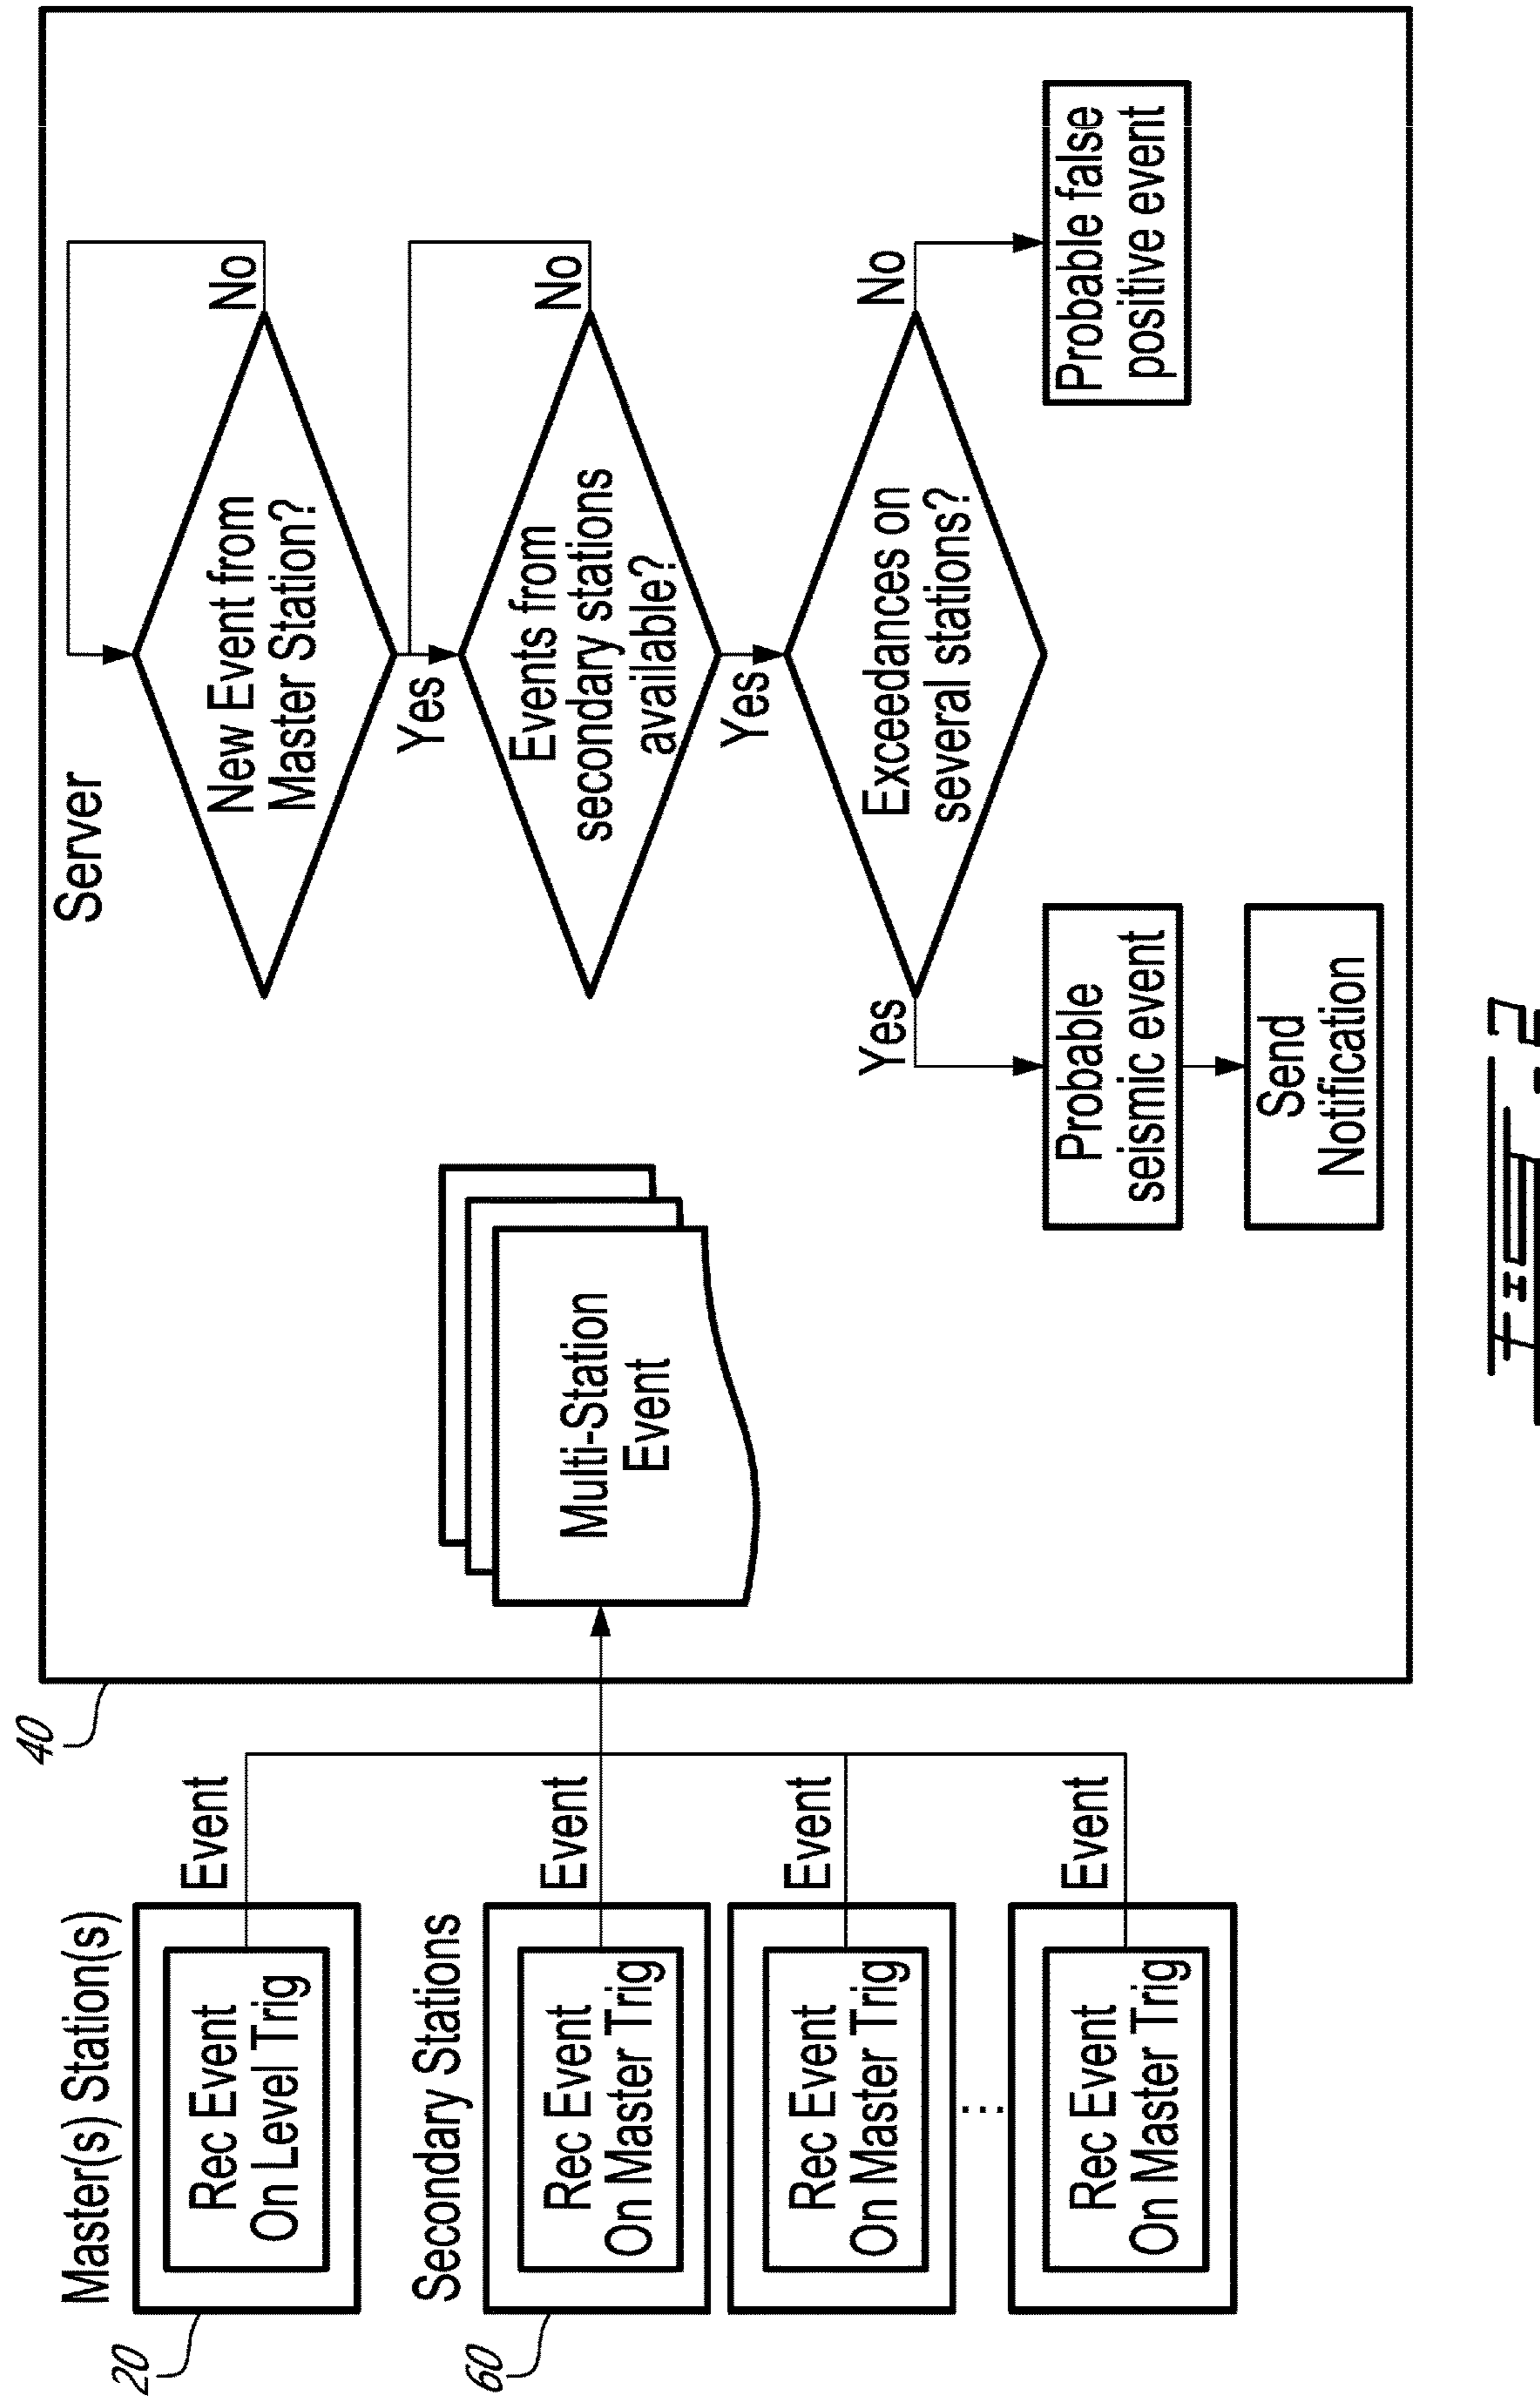 20
Master(s) Station(s)
Rec Event
On Level Trig
Event
60
Secondary Stations
Rec Event
On Master Trig
Event
Rec Event
On Master Trig
Event
...
Rec Event
On Master Trig
Event
40
Server
Multi-Station
Event
New Event from
Master Station?
No
Yes
Events from
secondary stations
available?
No
Yes
Exceedances on
several stations?
Yes
No
Probable
seismic event
Send
Notification
Probable false
positive event